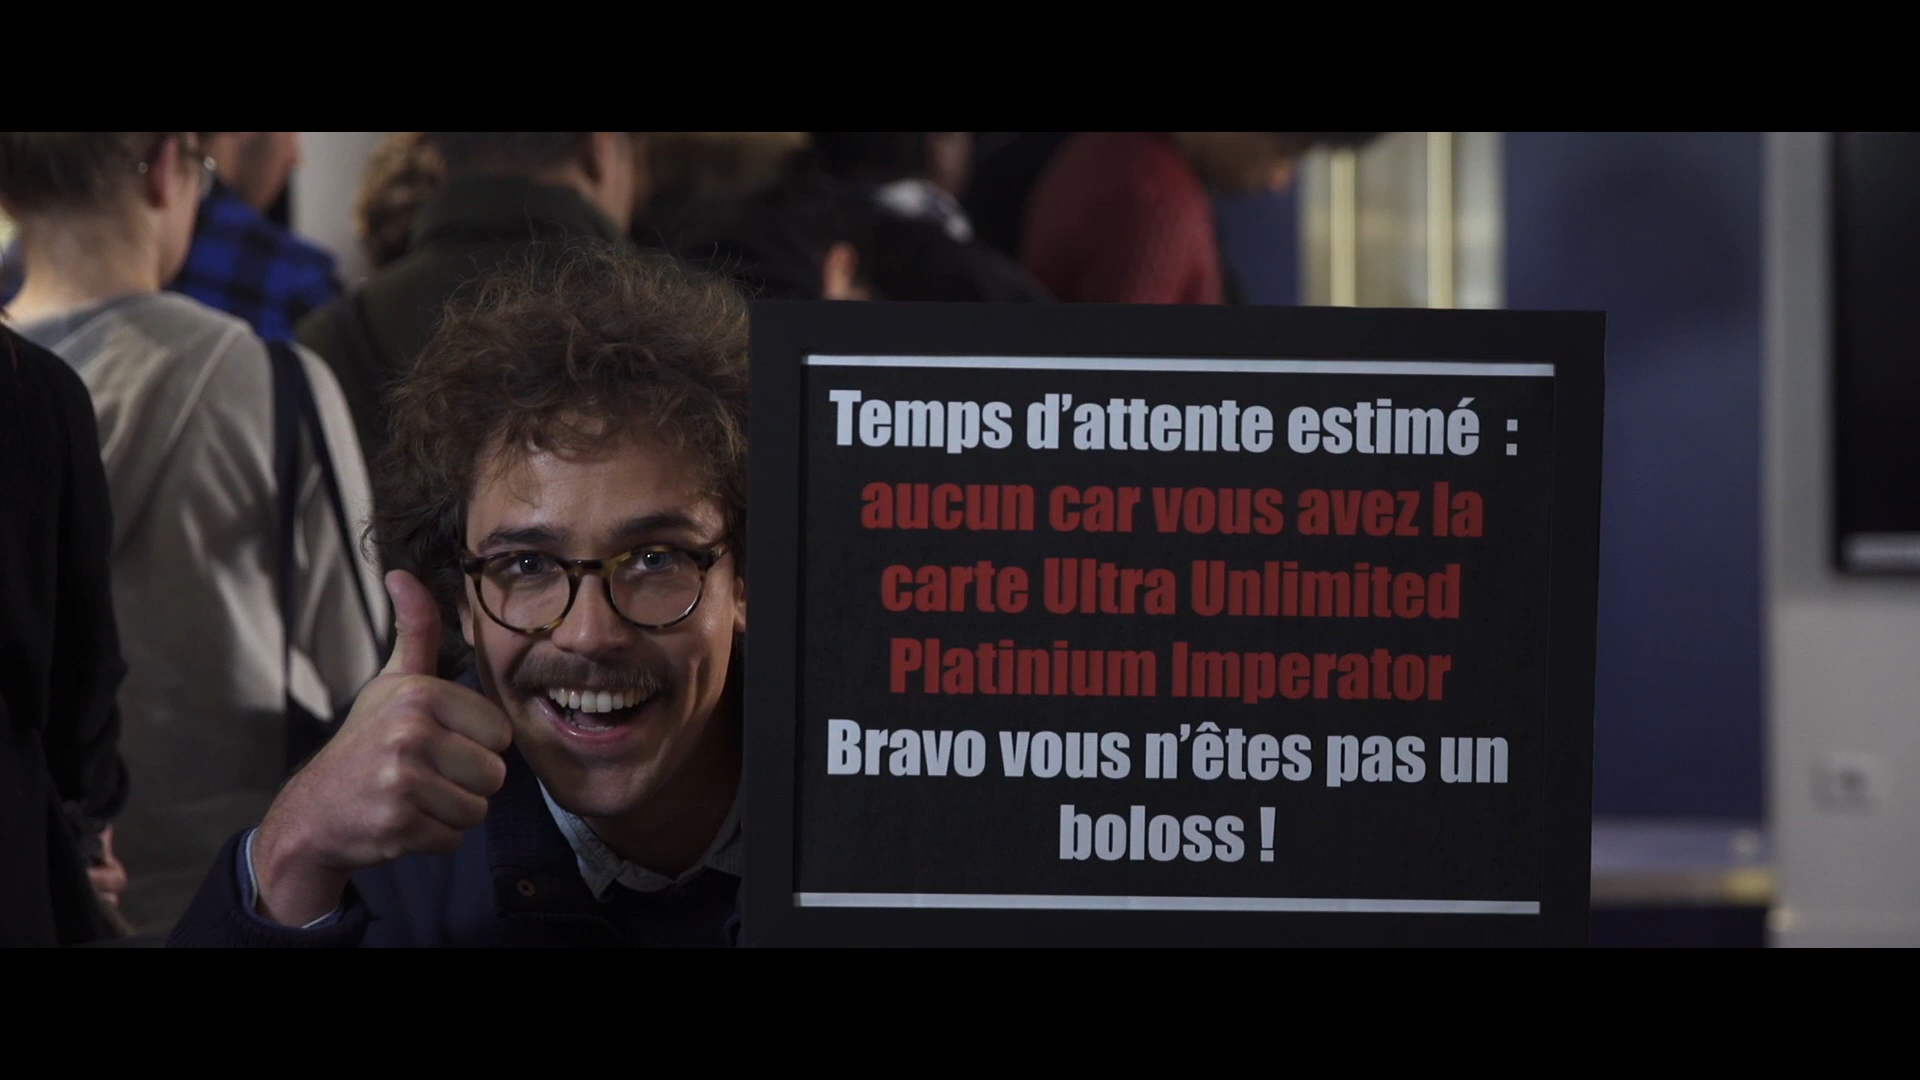 Temps d’attente estimé :
aucun car vous avez la
carte Ultra Unlimited
Platinium Imperator
Bravo vous n’êtes pas un
boloss !